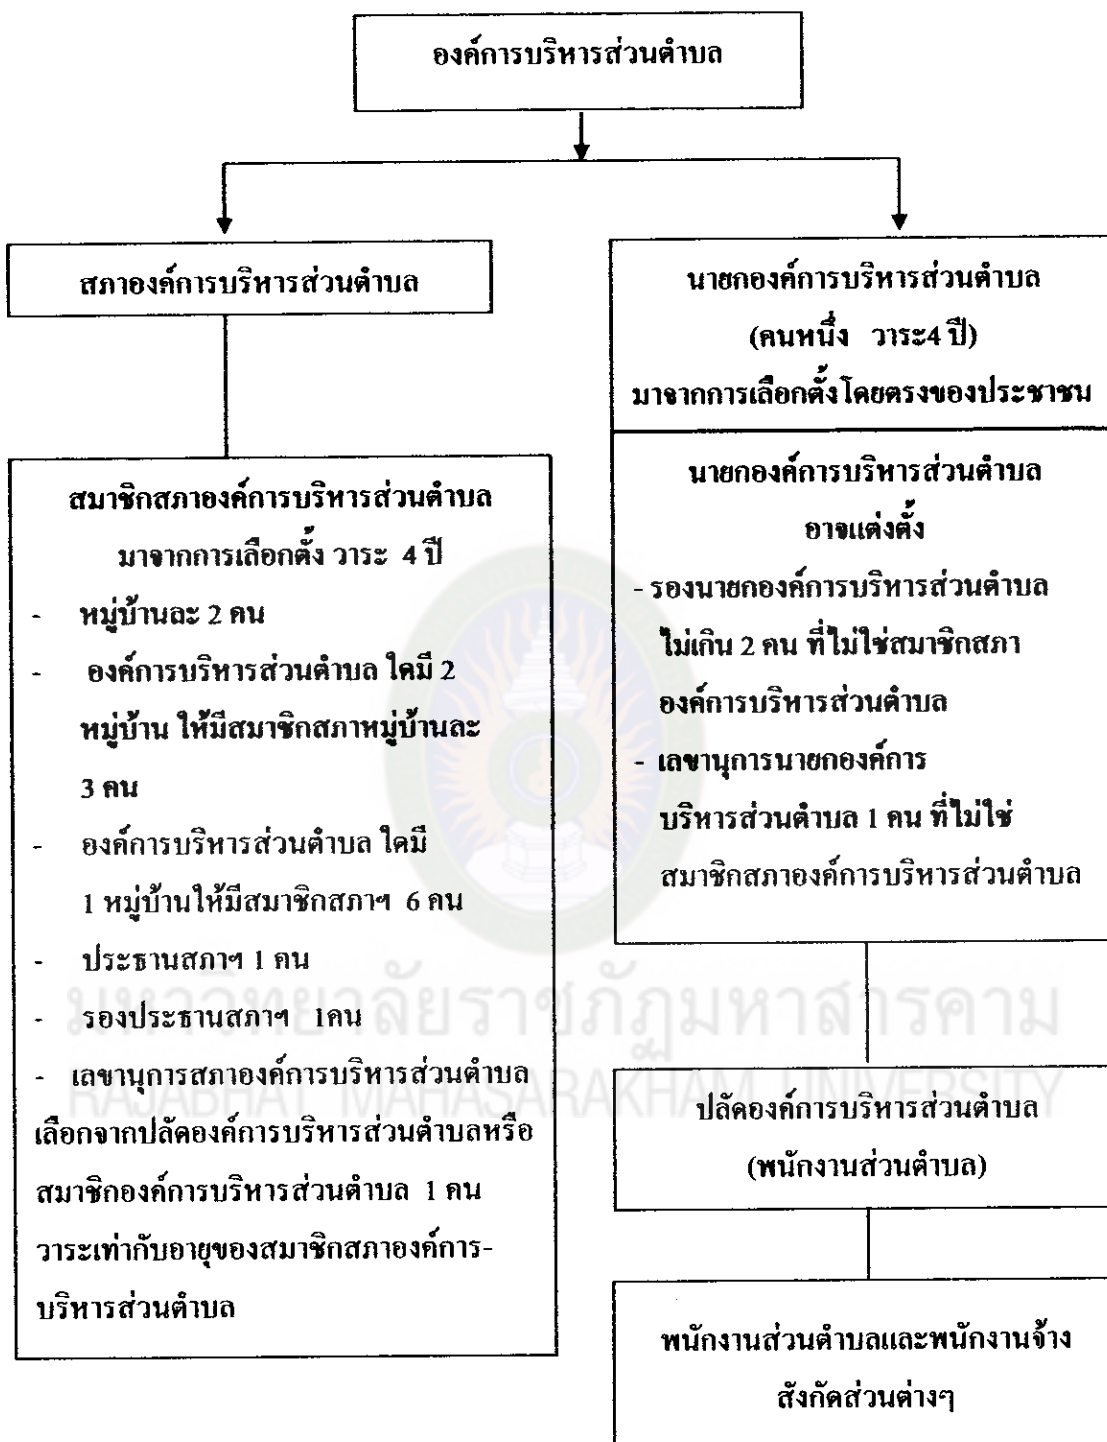 องค์การบริหารส่วนตำบล
สภาองค์การบริหารส่วนตำบล
สมาชิกสภาองค์การบริหารส่วนตำบล
มาจากการเลือกตั้ง วาระ 4 ปี
- หมู่บ้านละ 2 คน
- องค์การบริหารส่วนตำบล ใดมี 2
หมู่บ้าน ให้มีสมาชิกสภาหมู่บ้านละ
3 คน
- องค์การบริหารส่วนตำบล ใดมี
1 หมู่บ้านให้มีสมาชิกสภาฯ 6 คน
- ประธานสภาฯ 1 คน
- รองประธานสภาฯ 1คน
- เลขานุการสภาองค์การบริหารส่วนตำบล
เลือกจากปลัดองค์การบริหารส่วนตำบลหรือ
สมาชิกองค์การบริหารส่วนตำบล 1 คน
วาระเท่ากับอายุของสมาชิกสภาองค์การ-
บริหารส่วนตำบล
นายกองค์การบริหารส่วนตำบล
(คนหนึ่ง วาระ4 ปี)
มาจากการเลือกตั้งโดยตรงของประชาชน
นายกองค์การบริหารส่วนตำบล
อาจแต่งตั้ง
- รองนายกองค์การบริหารส่วนตำบล
ไม่เกิน 2 คน ที่ไม่ใช่สมาชิกสภา
องค์การบริหารส่วนตำบล
- เลขานุการนายกองค์การ
บริหารส่วนตำบล 1 คน ที่ไม่ใช่
สมาชิกสภาองค์การบริหารส่วนตำบล
ปลัดองค์การบริหารส่วนตำบล
(พนักงานส่วนตำบล)
พนักงานส่วนตำบลและพนักงานจ้าง
สังกัดส่วนต่างๆ
มหาวิทยาลัยราชภัฏมหาสารคาม
RAJABHAT MAHASARAKHAM UNIVERSITY